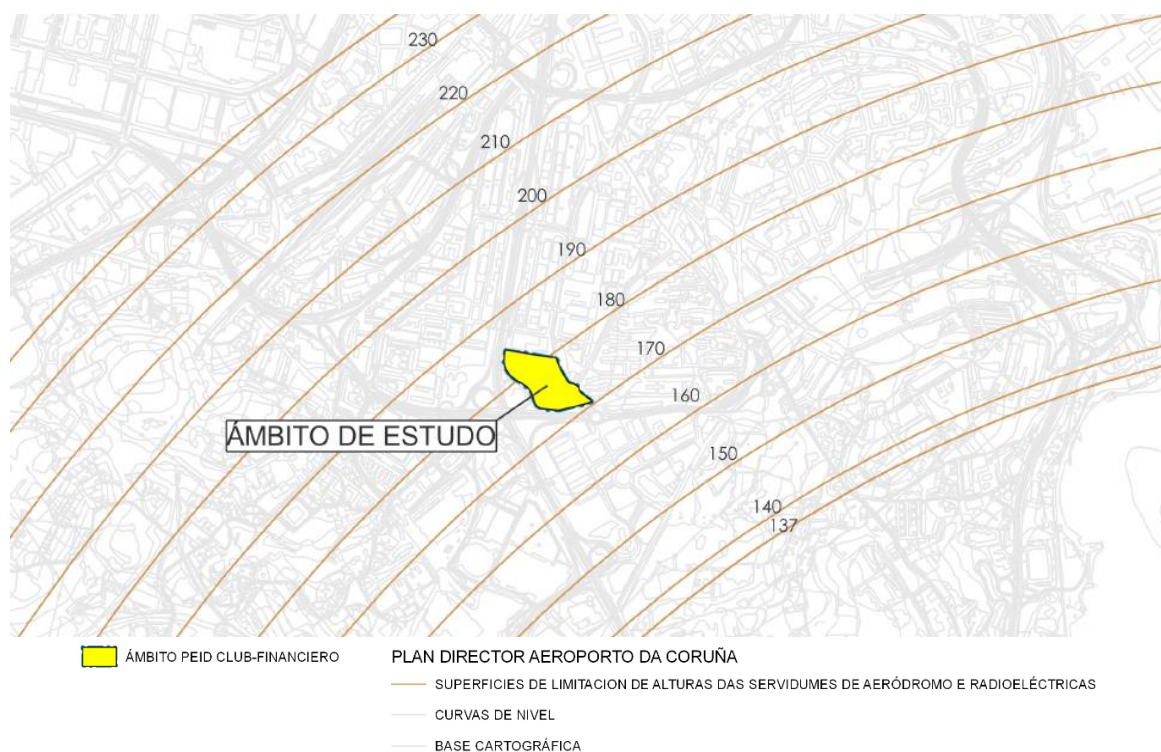 230
220
210
200
190
180
170
160
150
140
137
ÁMBITO DE ESTUDO
ÁMBITO PEID CLUB-FINANCIERO
PLAN DIRECTOR AEROPORTO DA CORUÑA
SUPERFICIES DE LIMITACION DE ALTURAS DAS SERVIDUMES DE AERÓDROMO E RADIOELÉCTRICAS
CURVAS DE NIVEL
BASE CARTOGRÁFICA